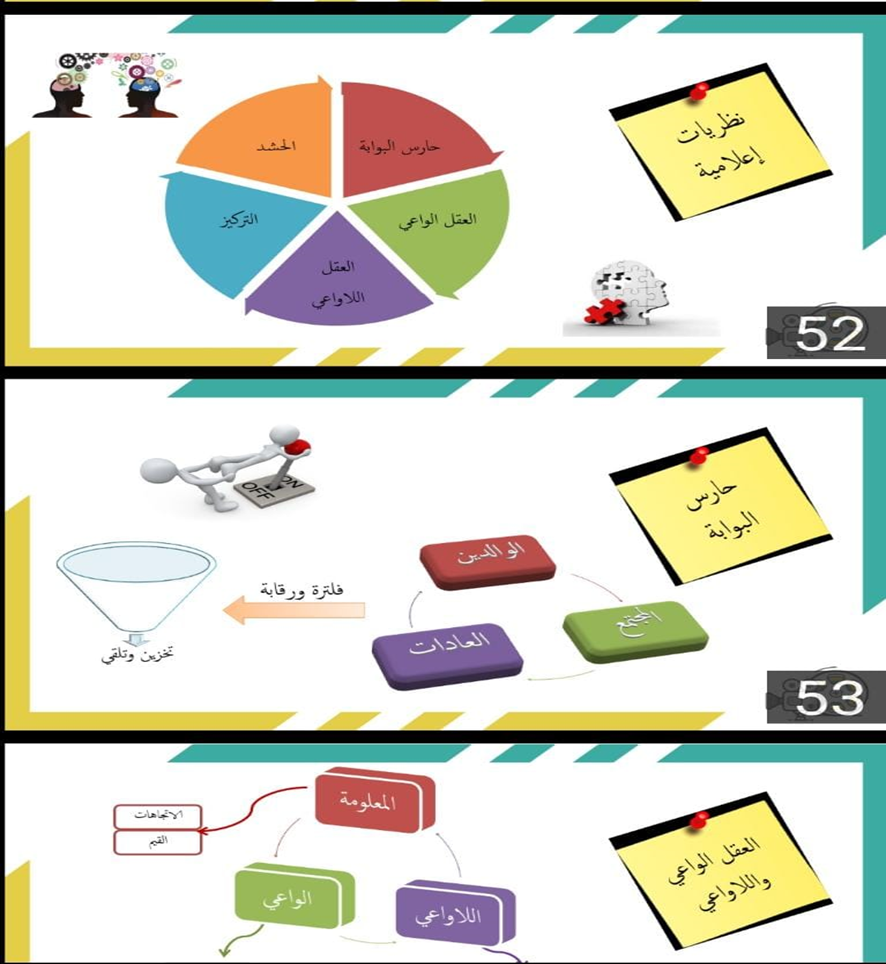 نظريات
إعلامية
حارس البوابة
العقل الواعي
العقل
اللاواعي
التركيز
الحشد
52
حارس
البوابة
الوالدين
المجتمع
العادات
فلترة ورقابة
تخزين وتلقي
ON
OFF
53
العقل الواعي
واللاواعي
المعلومة
اللاواعي
الواعي
الاتجاهات
القيم